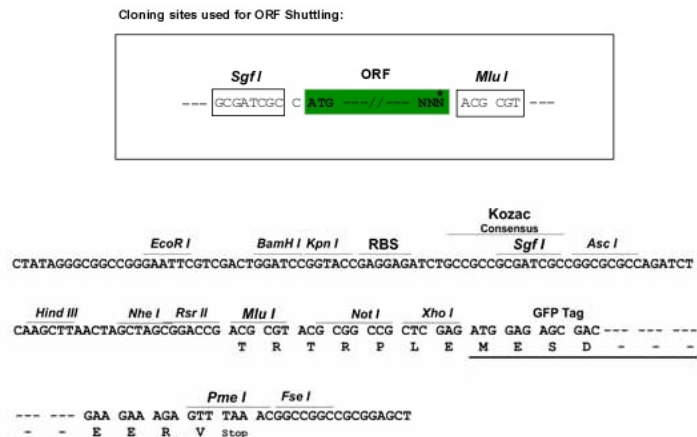 Cloning sites used for ORF Shuttling:
Sgf I ORF Mlu I
--- GCGATCGC C ATG ---//--- NNN* ACG CGT ---
Kozac
Consensus
EcoR I BamH I Kpn I RBS Sgf I Asc I
CTATAGGGCGGCCGGGAATTCGTCGACTGGATCCGGTACCGAGGAGATCTGCCGCCGCGATCGCCGGCGCGCCAGATCT
Hind III Nhe I Rsr II Mlu I Not I Xho I GFP Tag
CAAGCTTAACTAGCTAGCGGACCG ACG CGT ACG CGG CCG CTC GAG ATG GAG AGC GAC --- --- ---
T R T R P L E M E S D - - -
Pme I Fse I
--- --- GAA GAA AGA GTT TAA ACGGCCGGCCGCGGAGCT
- - E E R V Stop